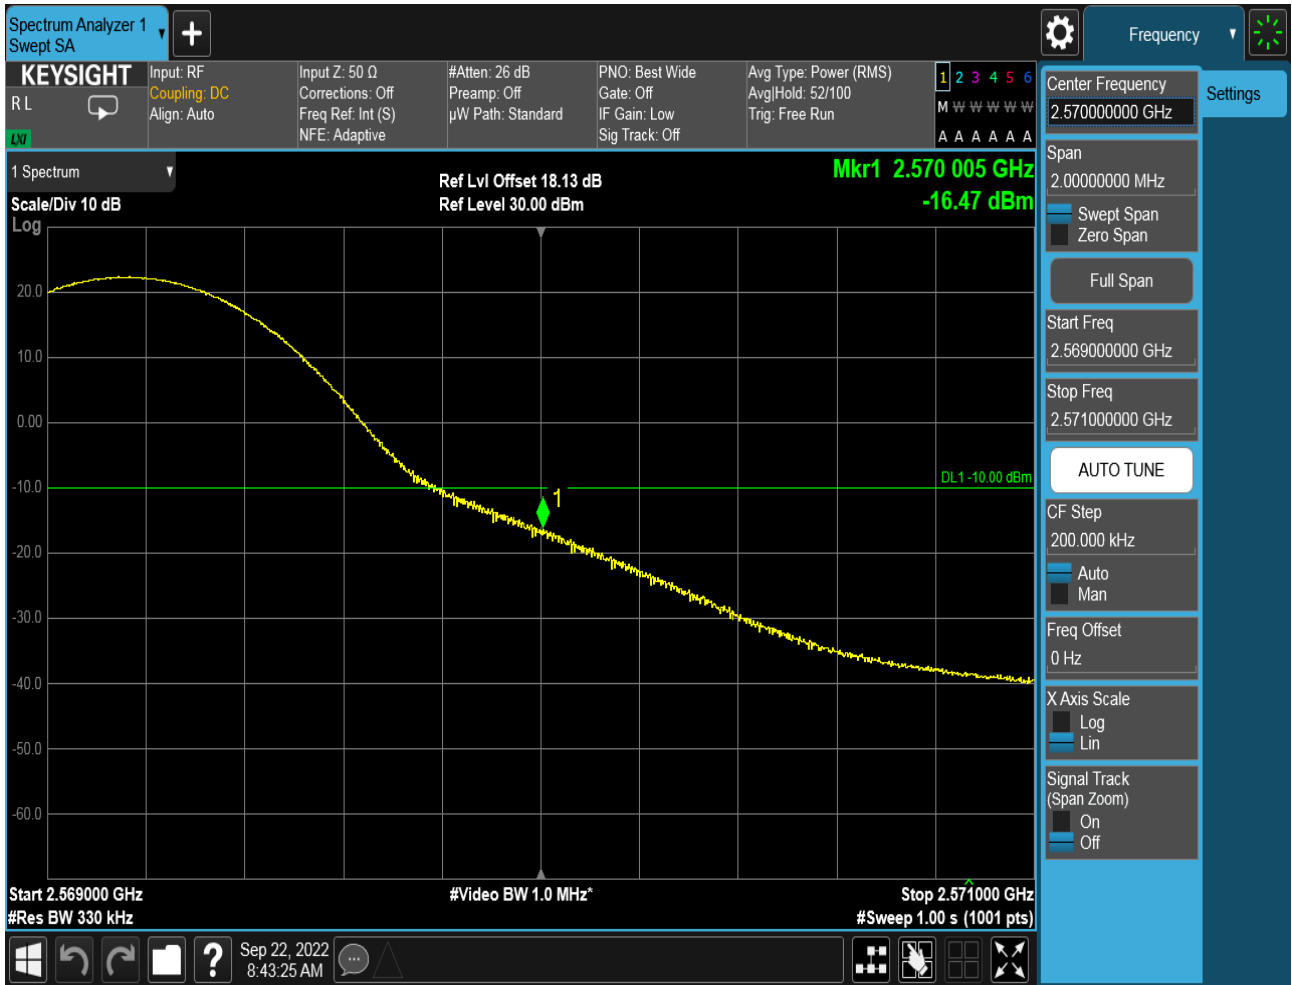 Spectrum Analyzer 1
Swept SA
Frequency
KEYSIGHT
R L
LXI
Input: RF
Coupling: DC
Align: Auto
Input Z: 50 Ω
Corrections: Off
Freq Ref: Int (S)
NFE: Adaptive
#Atten: 26 dB
Preamp: Off
µW Path: Standard
PNO: Best Wide
Gate: Off
IF Gain: Low
Sig Track: Off
Avg Type: Power (RMS)
Avg|Hold: 52/100
Trig: Free Run
1 2 3 4 5 6
M W W W W W
A A A A A A
1 Spectrum
Scale/Div 10 dB
Log
Ref Lvl Offset 18.13 dB
Ref Level 30.00 dBm
Mkr1 2.570 005 GHz
-16.47 dBm
20.0
10.0
0.00
-10.0
-20.0
-30.0
-40.0
-50.0
-60.0
DL1 -10.00 dBm
1
Start 2.569000 GHz
#Res BW 330 kHz
#Video BW 1.0 MHz*
Stop 2.571000 GHz
#Sweep 1.00 s (1001 pts)
Sep 22, 2022
8:43:25 AM
Center Frequency
2.570000000 GHz
Settings
Span
2.00000000 MHz
Swept Span
Zero Span
Full Span
Start Freq
2.569000000 GHz
Stop Freq
2.571000000 GHz
AUTO TUNE
CF Step
200.000 kHz
Auto
Man
Freq Offset
0 Hz
X Axis Scale
Log
Lin
Signal Track
(Span Zoom)
On
Off